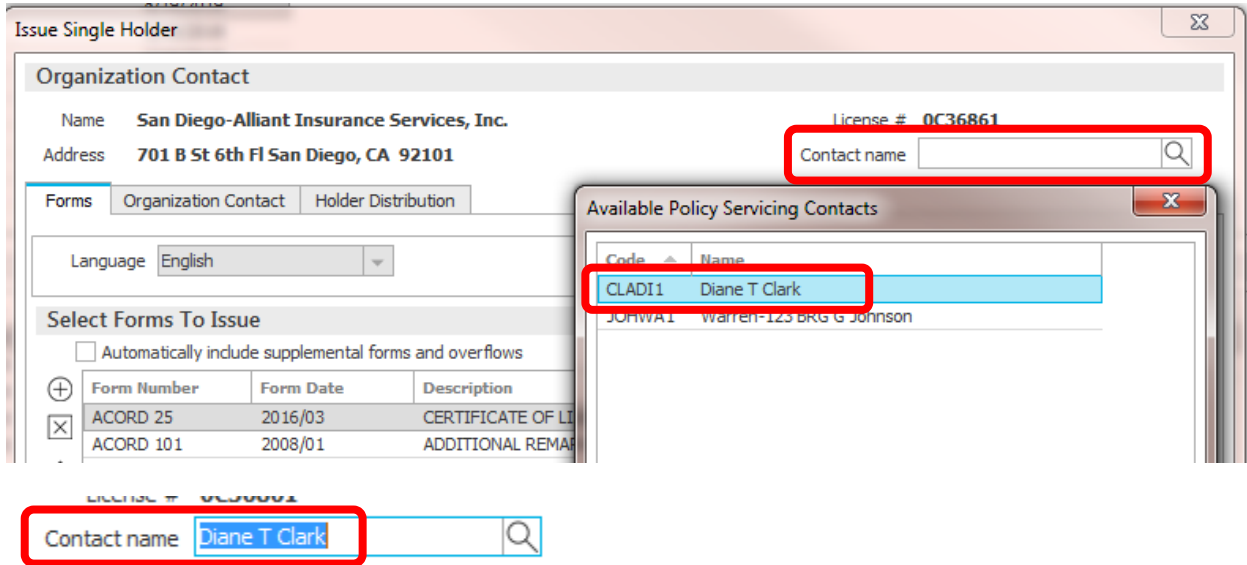 Issue Single Holder
Organization Contact
Name San Diego-Alliant Insurance Services, Inc. License # 0C36861
Address 701 B St 6th Fl San Diego, CA 92101 Contact name
Forms Organization Contact Holder Distribution
Available Policy Servicing Contacts
Language English
Code Name
CLADI1 Diane T Clark
JOHWA1 Warren-123 BRG G Johnson
Select Forms To Issue
Automatically include supplemental forms and overflows
Form Number Form Date Description
ACORD 25 2016/03 CERTIFICATE OF LI
ACORD 101 2008/01 ADDITIONAL REMAR
License # 0C36861
Contact name Diane T Clark